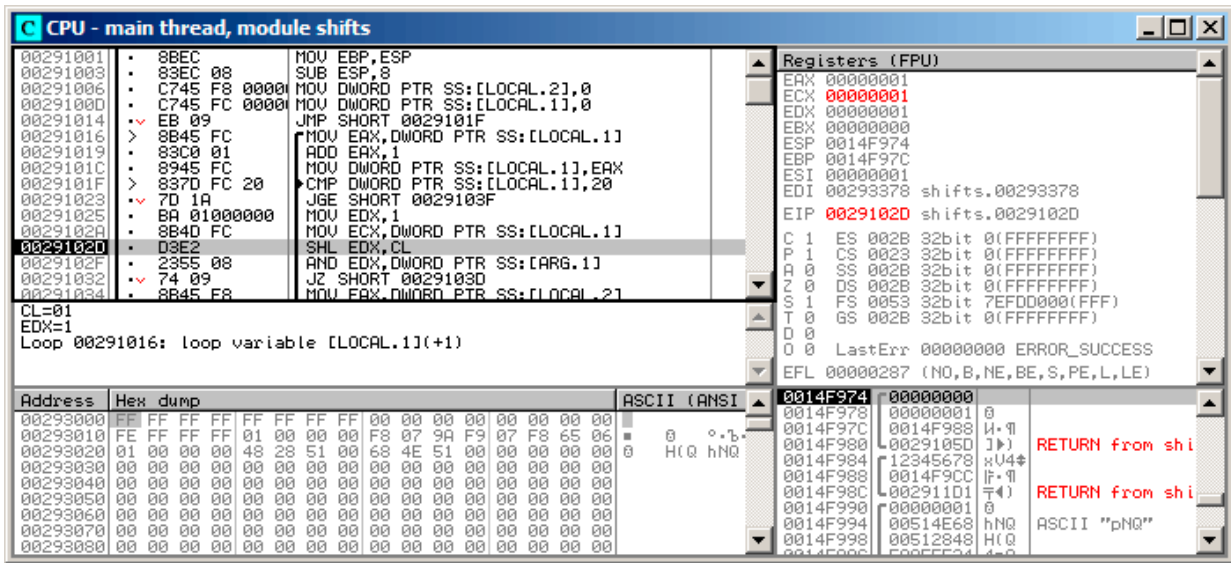 C CPU - main thread, module shifts
00291001 · 8BEC MOV EBP,ESP
00291003 · 83EC 08 SUB ESP,8
00291006 · C745 F8 0000 MOV DWORD PTR SS:[LOCAL.2],0
0029100D · C745 FC 0000 MOV DWORD PTR SS:[LOCAL.1],0
00291014 · EB 09 JMP SHORT 0029101F
00291016 > 8B45 FC MOV EAX,DWORD PTR SS:[LOCAL.1]
00291019 · 83C0 01 ADD EAX,1
0029101C · 8945 FC MOV DWORD PTR SS:[LOCAL.1],EAX
0029101F > 837D FC 20 CMP DWORD PTR SS:[LOCAL.1],20
00291023 · 7D 1A JGE SHORT 0029103F
00291025 · BA 01000000 MOV EDX,1
0029102A · 8B4D FC MOV ECX,DWORD PTR SS:[LOCAL.1]
0029102D · D3E2 SHL EDX,CL
0029102F · 2355 08 AND EDX,DWORD PTR SS:[ARG.1]
00291032 · 74 09 JZ SHORT 0029103D
00291034 · 8B45 F8 MOV EAX,DWORD PTR SS:[LOCAL.2]
CL=01
EDX=1
Loop 00291016: loop variable [LOCAL.1](+1)
Registers (FPU)
EAX 00000001
ECX 00000001
EDX 00000001
EBX 00000000
ESP 0014F974
EBP 0014F97C
ESI 00000001
EDI 00293378 shifts.00293378
EIP 0029102D shifts.0029102D
C 1 ES 002B 32bit 0(FFFFFFFF)
P 1 CS 0023 32bit 0(FFFFFFFF)
A 0 SS 002B 32bit 0(FFFFFFFF)
Z 0 DS 002B 32bit 0(FFFFFFFF)
S 1 FS 0053 32bit 7EFDD000(FFF)
T 0 GS 002B 32bit 0(FFFFFFFF)
D 0
O 0 LastErr 00000000 ERROR_SUCCESS
EFL 00000287 (NO,B,NE,BE,S,PE,L,LE)
Address Hex dump ASCII (ANSI
00293000 FF FF FF FF FF FF FF FF 00 00 00 00 00 00 00 00
00293010 FE FF FF FF 01 00 00 00 F8 07 9A F9 07 F8 65 06
00293020 01 00 00 00 48 28 51 00 68 4E 51 00 00 00 00 00 H(Q hNQ
00293030 00 00 00 00 00 00 00 00 00 00 00 00 00 00 00 00
00293040 00 00 00 00 00 00 00 00 00 00 00 00 00 00 00 00
00293050 00 00 00 00 00 00 00 00 00 00 00 00 00 00 00 00
00293060 00 00 00 00 00 00 00 00 00 00 00 00 00 00 00 00
00293070 00 00 00 00 00 00 00 00 00 00 00 00 00 00 00 00
00293080 00 00 00 00 00 00 00 00 00 00 00 00 00 00 00 00
0014F974 00000000
0014F978 00000001
0014F97C 0014F988
0014F980 0029105D RETURN from shi
0014F984 12345678 xV4
0014F988 0014F9CC
0014F98C 002911D1 RETURN from shi
0014F990 00000001
0014F994 00514E68 hNQ ASCII "pNQ"
0014F998 00512848 H(Q